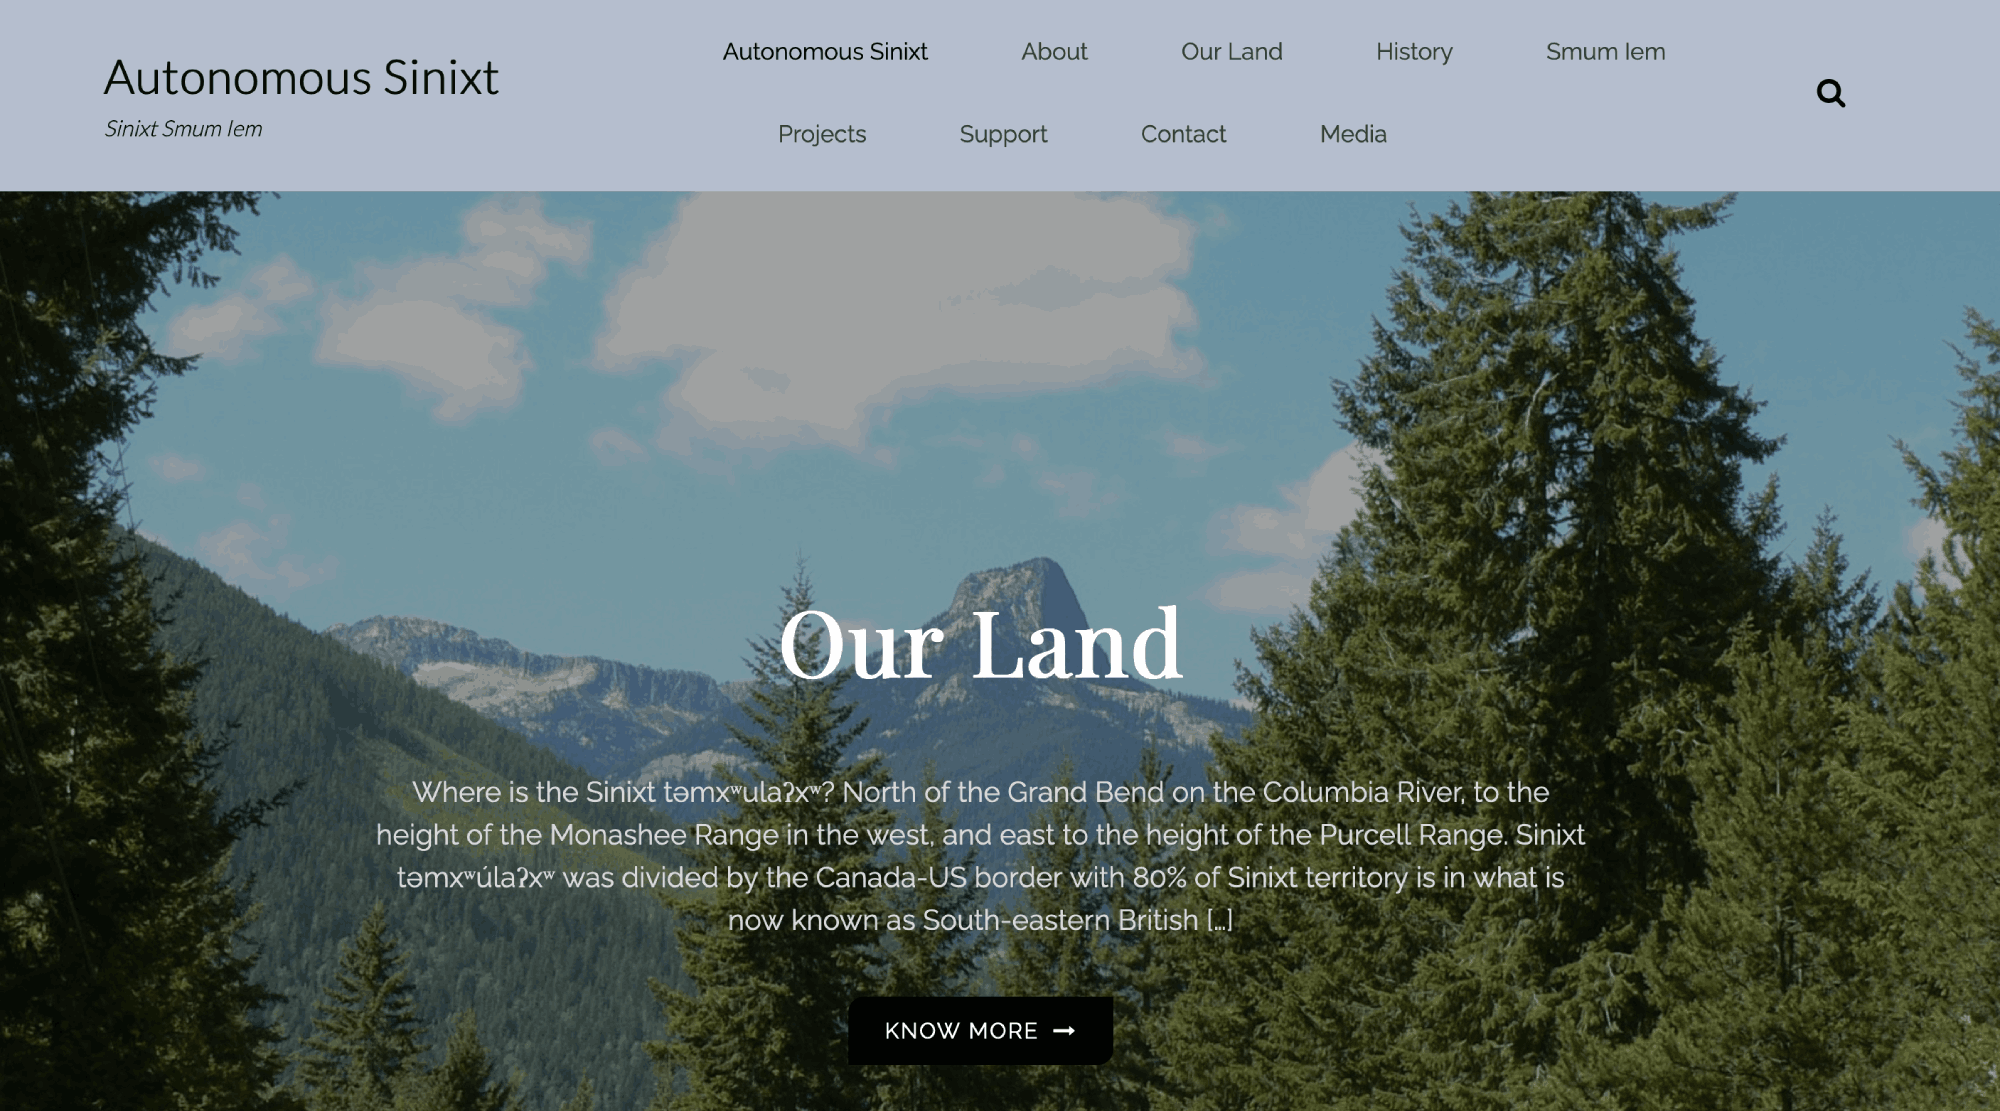 Autonomous Sinixt
Sinixt Smum Iem
Autonomous Sinixt About Our Land History Smum Iem
Projects Support Contact Media
Our Land
Where is the Sinixt təmxʷulaʔxʷ? North of the Grand Bend on the Columbia River, to the
height of the Monashee Range in the west, and east to the height of the Purcell Range. Sinixt
təmxʷúlaʔxʷ was divided by the Canada-US border with 80% of Sinixt territory is in what is
now known as South-eastern British [...]
KNOW MORE